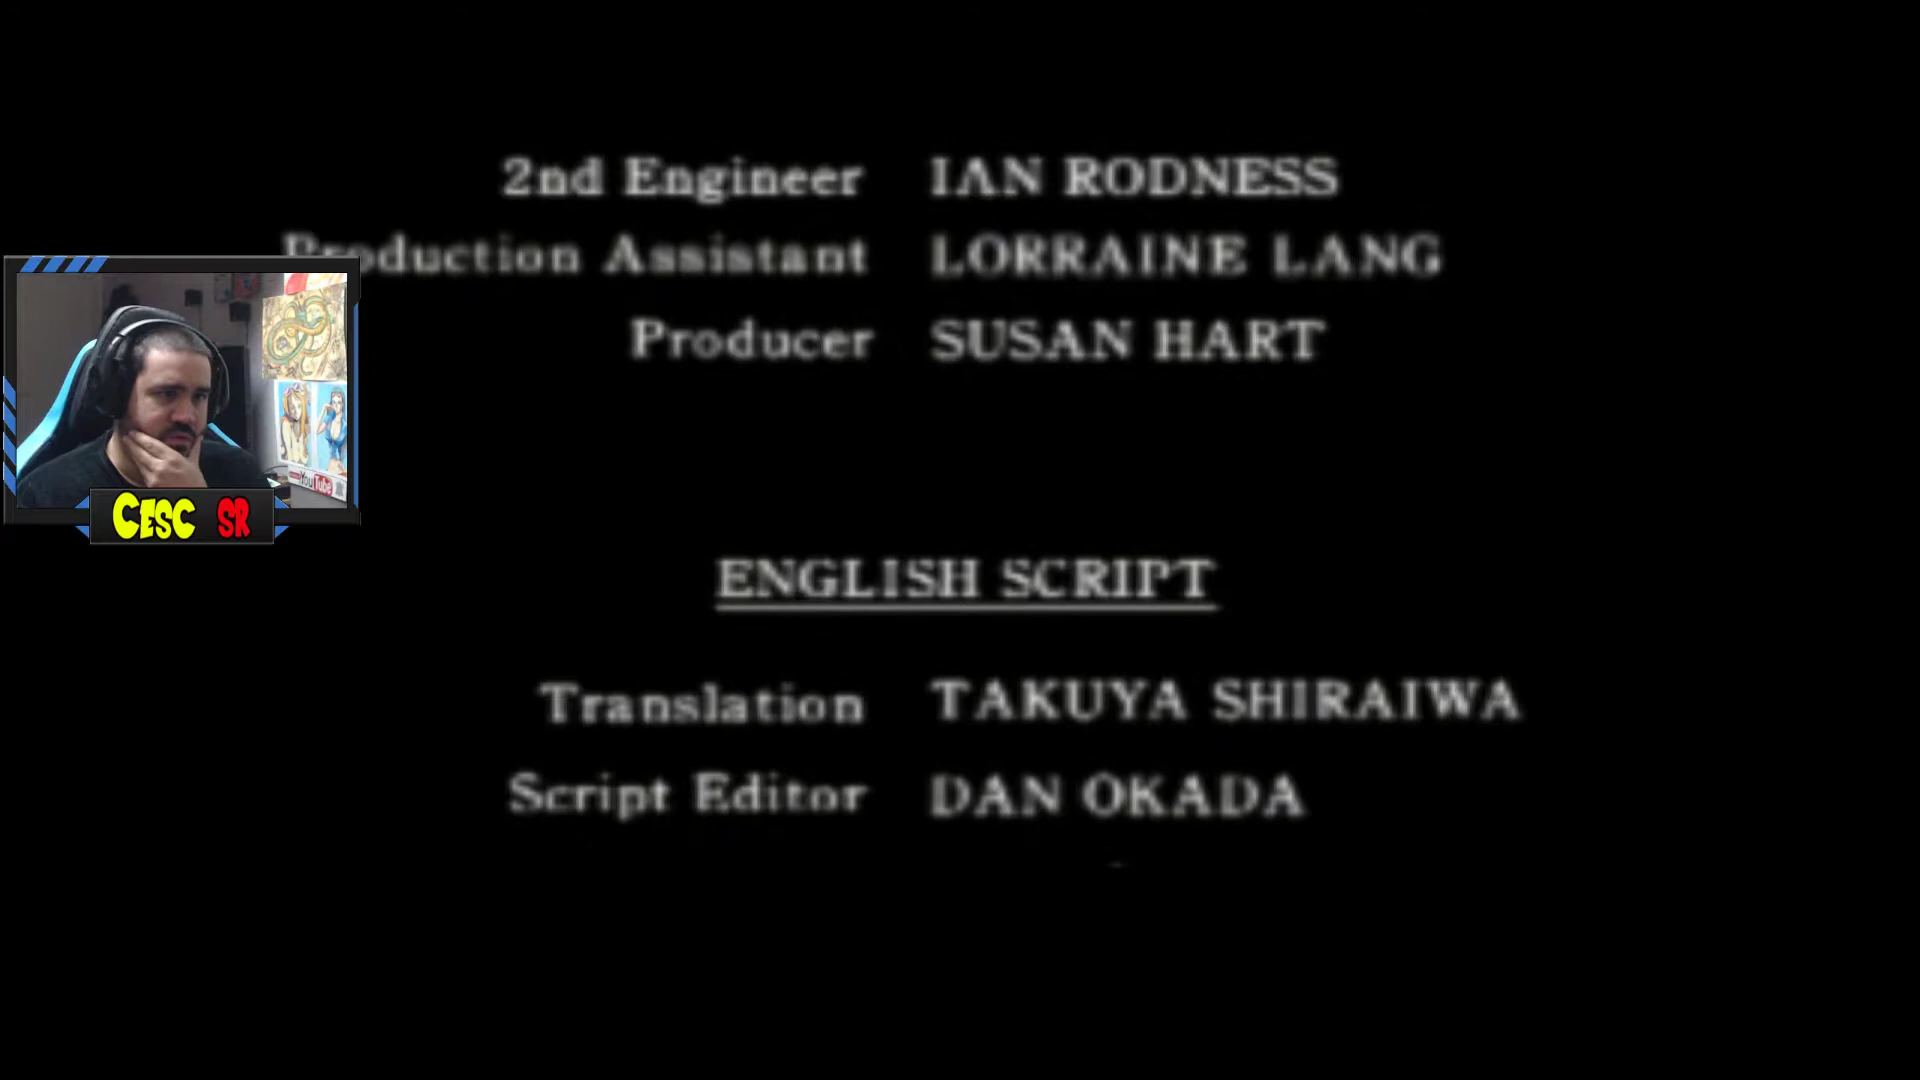 2nd Engineer IAN RODNESS
Production Assistant LORRAINE LANG
Producer SUSAN HART
YouTube
CESC SR
ENGLISH SCRIPT
Translation TAKUYA SHIRAIWA
Script Editor DAN OKADA